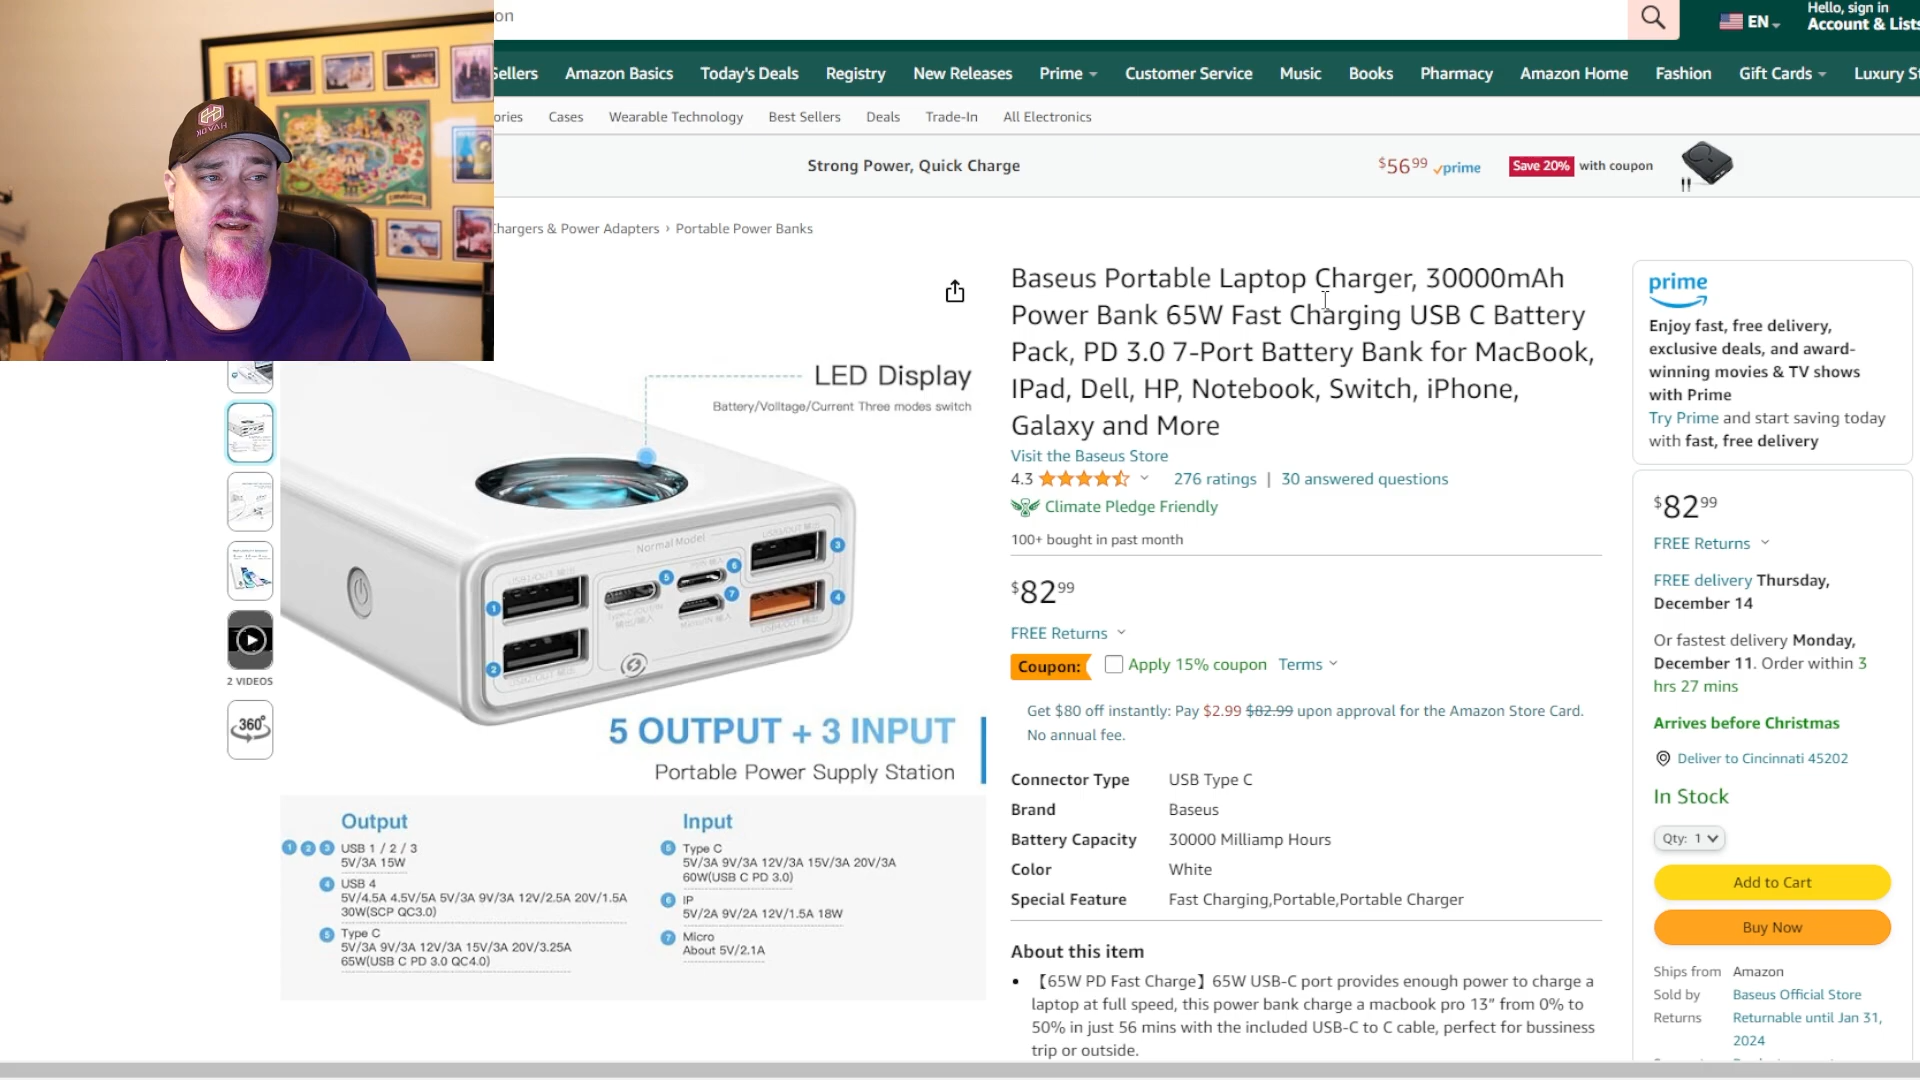 on
Hello, sign in
EN
Account & Lists
Sellers
Amazon Basics
Today's Deals
Registry
New Releases
Prime
Customer Service
Music
Books
Pharmacy
Amazon Home
Fashion
Gift Cards
Luxury St
ories
Cases
Wearable Technology
Best Sellers
Deals
Trade-In
All Electronics
Strong Power, Quick Charge
$56.99 prime
Save 20% with coupon
Chargers & Power Adapters › Portable Power Banks
LED Display
Battery/Volltage/Current Three modes switch
Normal Model
1
2
3
4
5
6
7
5 OUTPUT + 3 INPUT
Portable Power Supply Station
Output
1 2 3 USB 1 / 2 / 3
5V/3A 15W
4 USB 4
5V/4.5A 4.5V/5A 5V/3A 9V/3A 12V/2.5A 20V/1.5A
30W(SCP QC3.0)
5 Type C
5V/3A 9V/3A 12V/3A 15V/3A 20V/3.25A
65W(USB C PD 3.0 QC4.0)
Input
Type C
5V/3A 9V/3A 12V/3A 15V/3A 20V/3A
60W(USB C PD 3.0)
6 IP
5V/2A 9V/2A 12V/1.5A 18W
7 Micro
About 5V/2.1A
2 VIDEOS
360°
Baseus Portable Laptop Charger, 30000mAh
Power Bank 65W Fast Charging USB C Battery
Pack, PD 3.0 7-Port Battery Bank for MacBook,
IPad, Dell, HP, Notebook, Switch, iPhone,
Galaxy and More
Visit the Baseus Store
4.3
276 ratings | 30 answered questions
Climate Pledge Friendly
100+ bought in past month
$82.99
FREE Returns
Coupon: Apply 15% coupon Terms
Get $80 off instantly: Pay $2.99 $82.99 upon approval for the Amazon Store Card.
No annual fee.
Connector Type USB Type C
Brand Baseus
Battery Capacity 30000 Milliamp Hours
Color White
Special Feature Fast Charging,Portable,Portable Charger
About this item
• 【65W PD Fast Charge】65W USB-C port provides enough power to charge a
laptop at full speed, this power bank charge a macbook pro 13” from 0% to
50% in just 56 mins with the included USB-C to C cable, perfect for bussiness
trip or outside.
prime
Enjoy fast, free delivery,
exclusive deals, and award-
winning movies & TV shows
with Prime
Try Prime and start saving today
with fast, free delivery
$82.99
FREE Returns
FREE delivery Thursday,
December 14
Or fastest delivery Monday,
December 11. Order within 3
hrs 27 mins
Arrives before Christmas
Deliver to Cincinnati 45202
In Stock
Qty: 1
Add to Cart
Buy Now
Ships from Amazon
Sold by Baseus Official Store
Returns Returnable until Jan 31,
2024